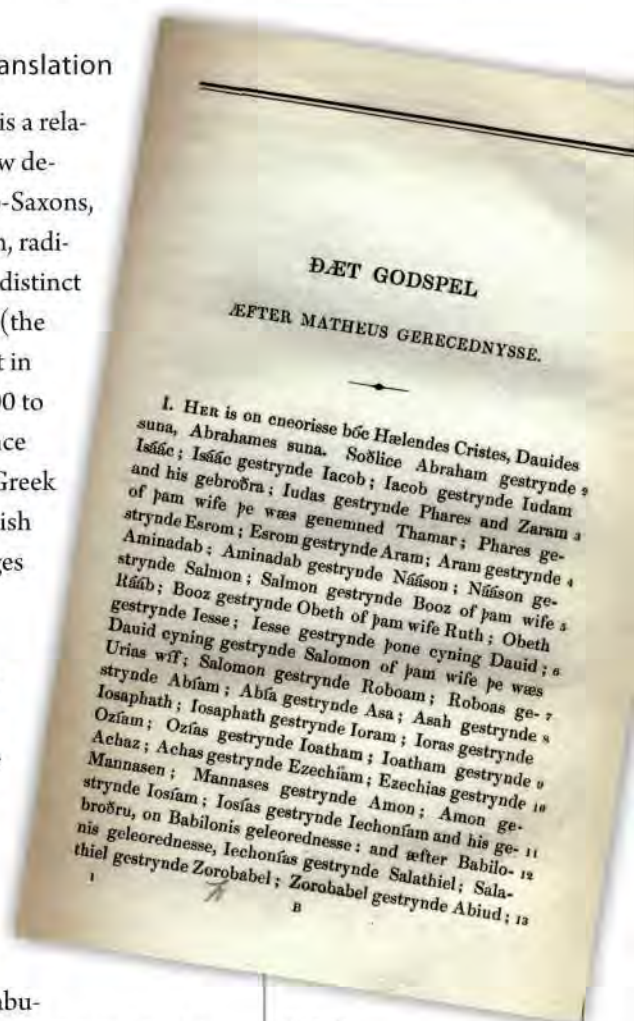 anslation
is a rela-
w de-
-Saxons,
n, radi-
distinct
(the
t in
00 to
ce
Greek
ish
es
abu-
ÐÆT GODSPEL
ÆFTER MATHEUS GERECEDNYSSE.
I. HER is on cneorisse bóc Hælendes Cristes, Dauides
suna, Abrahames suna. Soðlice Abraham gestrynde 2
Isáác; Isáác gestrynde Iacob; Iacob gestrynde Iudam
and his gebroðra; Iudas gestrynde Phares and Zaram 3
of þam wife þe wæs genemned Thamar; Phares ge-
strynde Esrom; Esrom gestrynde Aram; Aram gestrynde 4
Aminadab; Aminadab gestrynde Nááson; Nááson ge-
strynde Salmon; Salmon gestrynde Booz of þam wife 5
Rááb; Booz gestrynde Obeth of þam wife Ruth; Obeth
gestrynde Iesse; Iesse gestrynde þone cyning Dauid; 6
Dauid cyning gestrynde Salomon of þam wife þe wæs
Urias wíf; Salomon gestrynde Roboam; Roboas ge- 7
strynde Abíam; Abía gestrynde Asa; Asah gestrynde 8
Iosaphath; Iosaphath gestrynde Ioram; Ioras gestrynde
Ozíam; Ozías gestrynde Ioatham; Ioatham gestrynde 9
Achaz; Achas gestrynde Ezechíam; Ezechias gestrynde 10
Mannasen; Mannases gestrynde Amon; Amon ge-
strynde Iosíam; Iosías gestrynde Iechoníam and his ge- 11
broðru, on Babilonis geleorednesse: and æfter Babilo- 12
nis geleorednesse, Iechonías gestrynde Salathiel; Sala-
thiel gestrynde Zorobabel; Zorobabel gestrynde Abiud; 13
I B